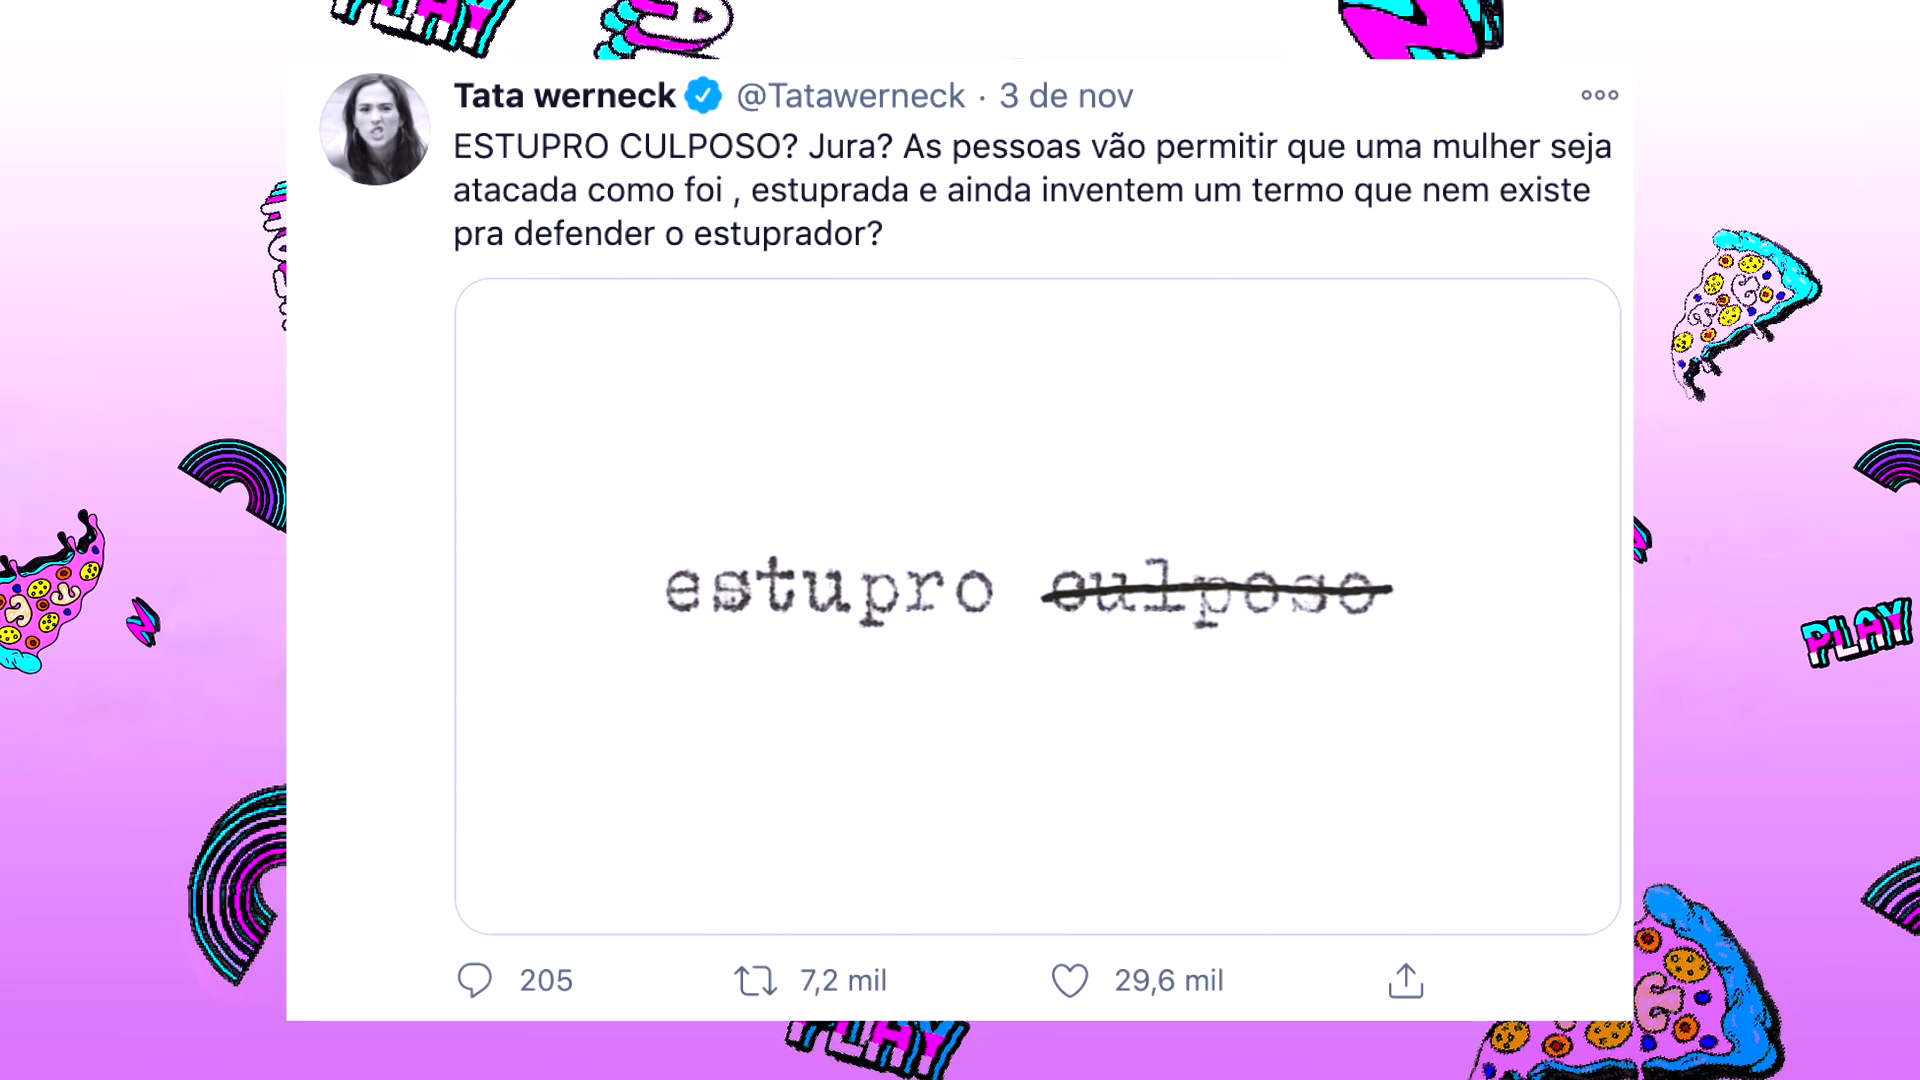 PLAY
Tata werneck @Tatawerneck · 3 de nov
ESTUPRO CULPOSO? Jura? As pessoas vão permitir que uma mulher seja
atacada como foi , estuprada e ainda inventem um termo que nem existe
pra defender o estuprador?
estupro culposo
PLAY
205 7,2 mil 29,6 mil
PLAY